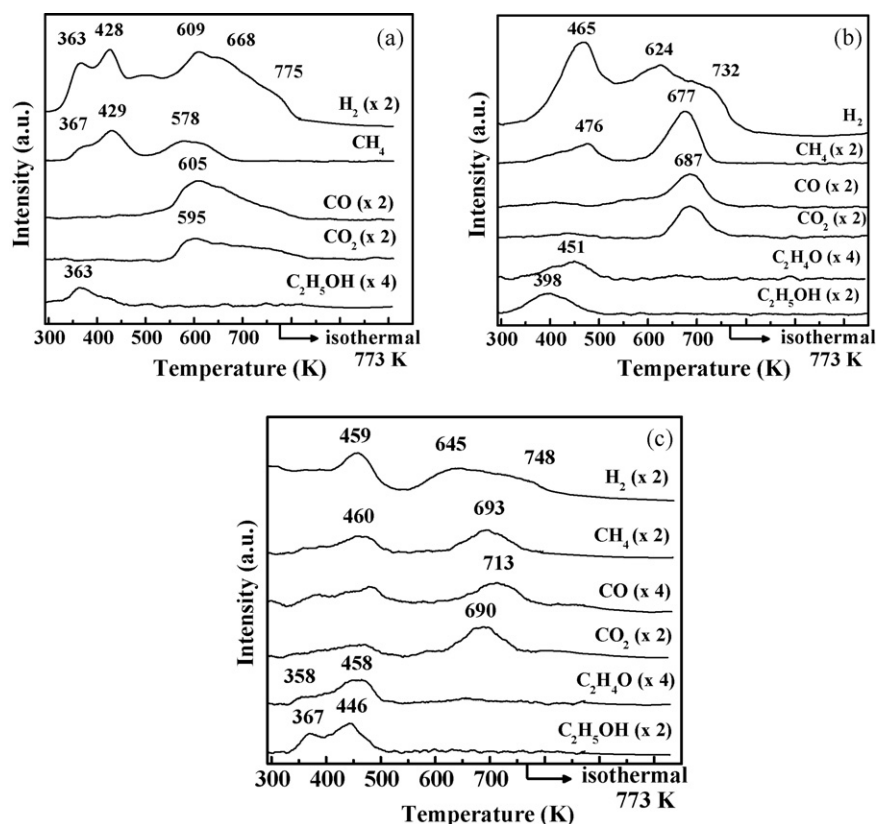 (a)
363 428 609 668 775
H₂ (x 2)
367 429 578
CH₄
605
CO (x 2)
595
CO₂ (x 2)
363
C₂H₅OH (x 4)
Intensity (a.u.)
300 400 500 600 700
isothermal
773 K
Temperature (K)
(b)
465 624 732
H₂
476 677
CH₄ (x 2)
687
CO (x 2)
CO₂ (x 2)
451
C₂H₄O (x 4)
398
C₂H₅OH (x 2)
Intensity (a.u.)
300 400 500 600 700
isothermal
773 K
Temperature (K)
(c)
459 645 748
H₂ (x 2)
460 693
CH₄ (x 2)
713
CO (x 4)
690
CO₂ (x 2)
358 458
C₂H₄O (x 4)
367 446
C₂H₅OH (x 2)
Intensity (a.u.)
300 400 500 600 700
isothermal
773 K
Temperature (K)